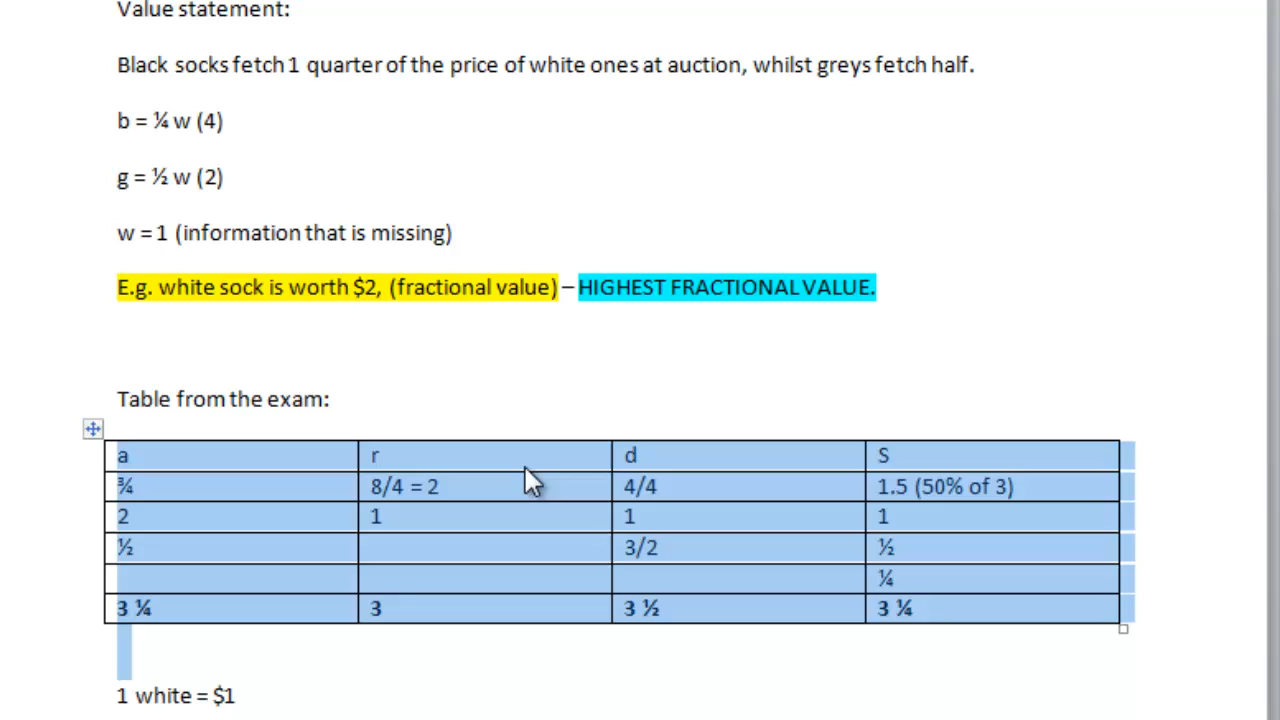 Value statement:
Black socks fetch 1 quarter of the price of white ones at auction, whilst greys fetch half.
b = ¼ w (4)
g = ½ w (2)
w = 1 (information that is missing)
E.g. white sock is worth $2, (fractional value) – HIGHEST FRACTIONAL VALUE.
Table from the exam:
a r d S
¾ 8/4 = 2 4/4 1.5 (50% of 3)
2 1 1 1
½ 3/2 ½
¼
3 ¼ 3 3 ½ 3 ¼
1 white = $1